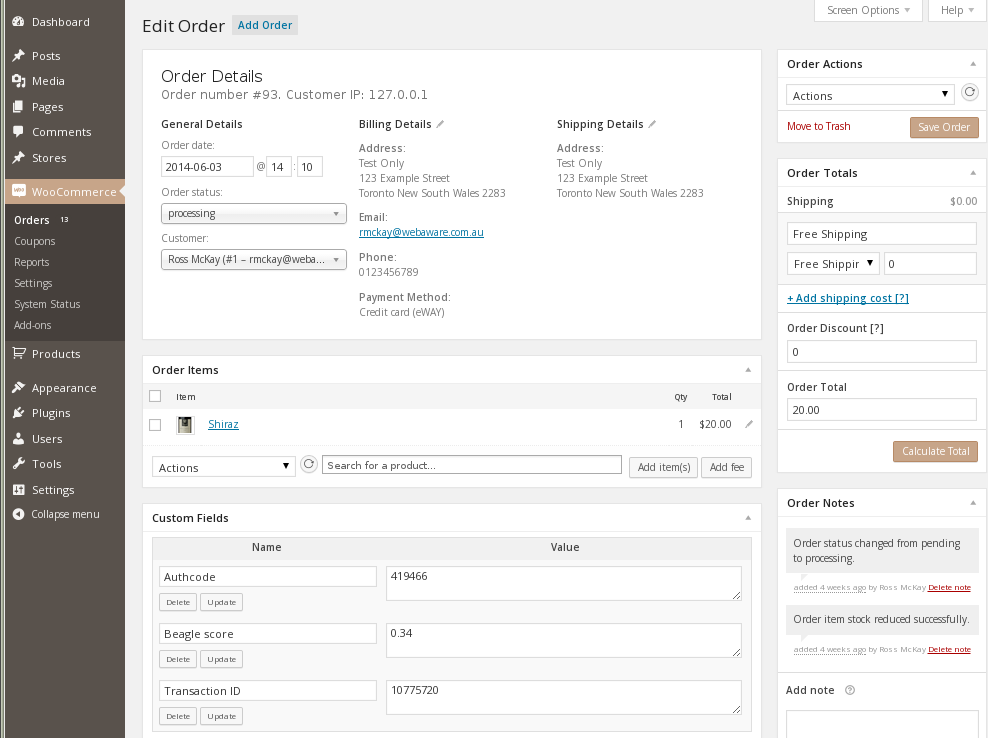 Dashboard
Posts
Media
Pages
Comments
Stores
WooCommerce
Orders 13
Coupons
Reports
Settings
System Status
Add-ons
Products
Appearance
Plugins
Users
Tools
Settings
Collapse menu
Screen Options
Help
Edit Order Add Order
Order Details
Order number #93. Customer IP: 127.0.0.1
General Details
Order date:
2014-06-03 @ 14 : 10
Order status:
processing
Customer:
Ross McKay (#1 – rmckay@weba...
Billing Details
Address:
Test Only
123 Example Street
Toronto New South Wales 2283
Email:
rmckay@webaware.com.au
Phone:
0123456789
Payment Method:
Credit card (eWAY)
Shipping Details
Address:
Test Only
123 Example Street
Toronto New South Wales 2283
Order Items
Item Qty Total
Shiraz 1 $20.00
Actions Search for a product... Add item(s) Add fee
Custom Fields
Name Value
Authcode 419466
Delete Update
Beagle score 0.34
Delete Update
Transaction ID 10775720
Delete Update
Order Actions
Actions
Move to Trash Save Order
Order Totals
Shipping $0.00
Free Shipping
Free Shippir 0
+ Add shipping cost [?]
Order Discount [?]
0
Order Total
20.00
Calculate Total
Order Notes
Order status changed from pending
to processing.
added 4 weeks ago by Ross McKay Delete note
Order item stock reduced successfully.
added 4 weeks ago by Ross McKay Delete note
Add note ?